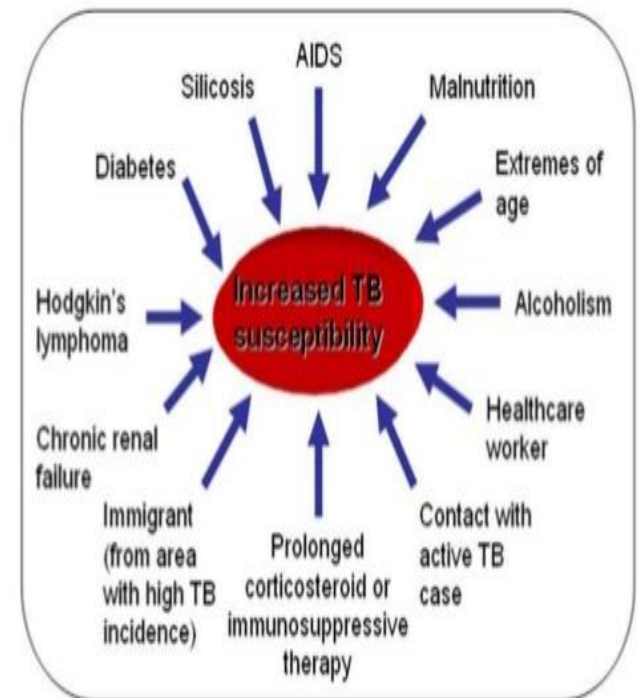 AIDS
Silicosis
Malnutrition
Diabetes
Extremes of
age
Increased TB
susceptibility
Hodgkin's
lymphoma
Alcoholism
Chronic renal
failure
Healthcare
worker
Immigrant
(from area
with high TB
incidence)
Prolonged
corticosteroid or
immunosuppressive
therapy
Contact with
active TB
case